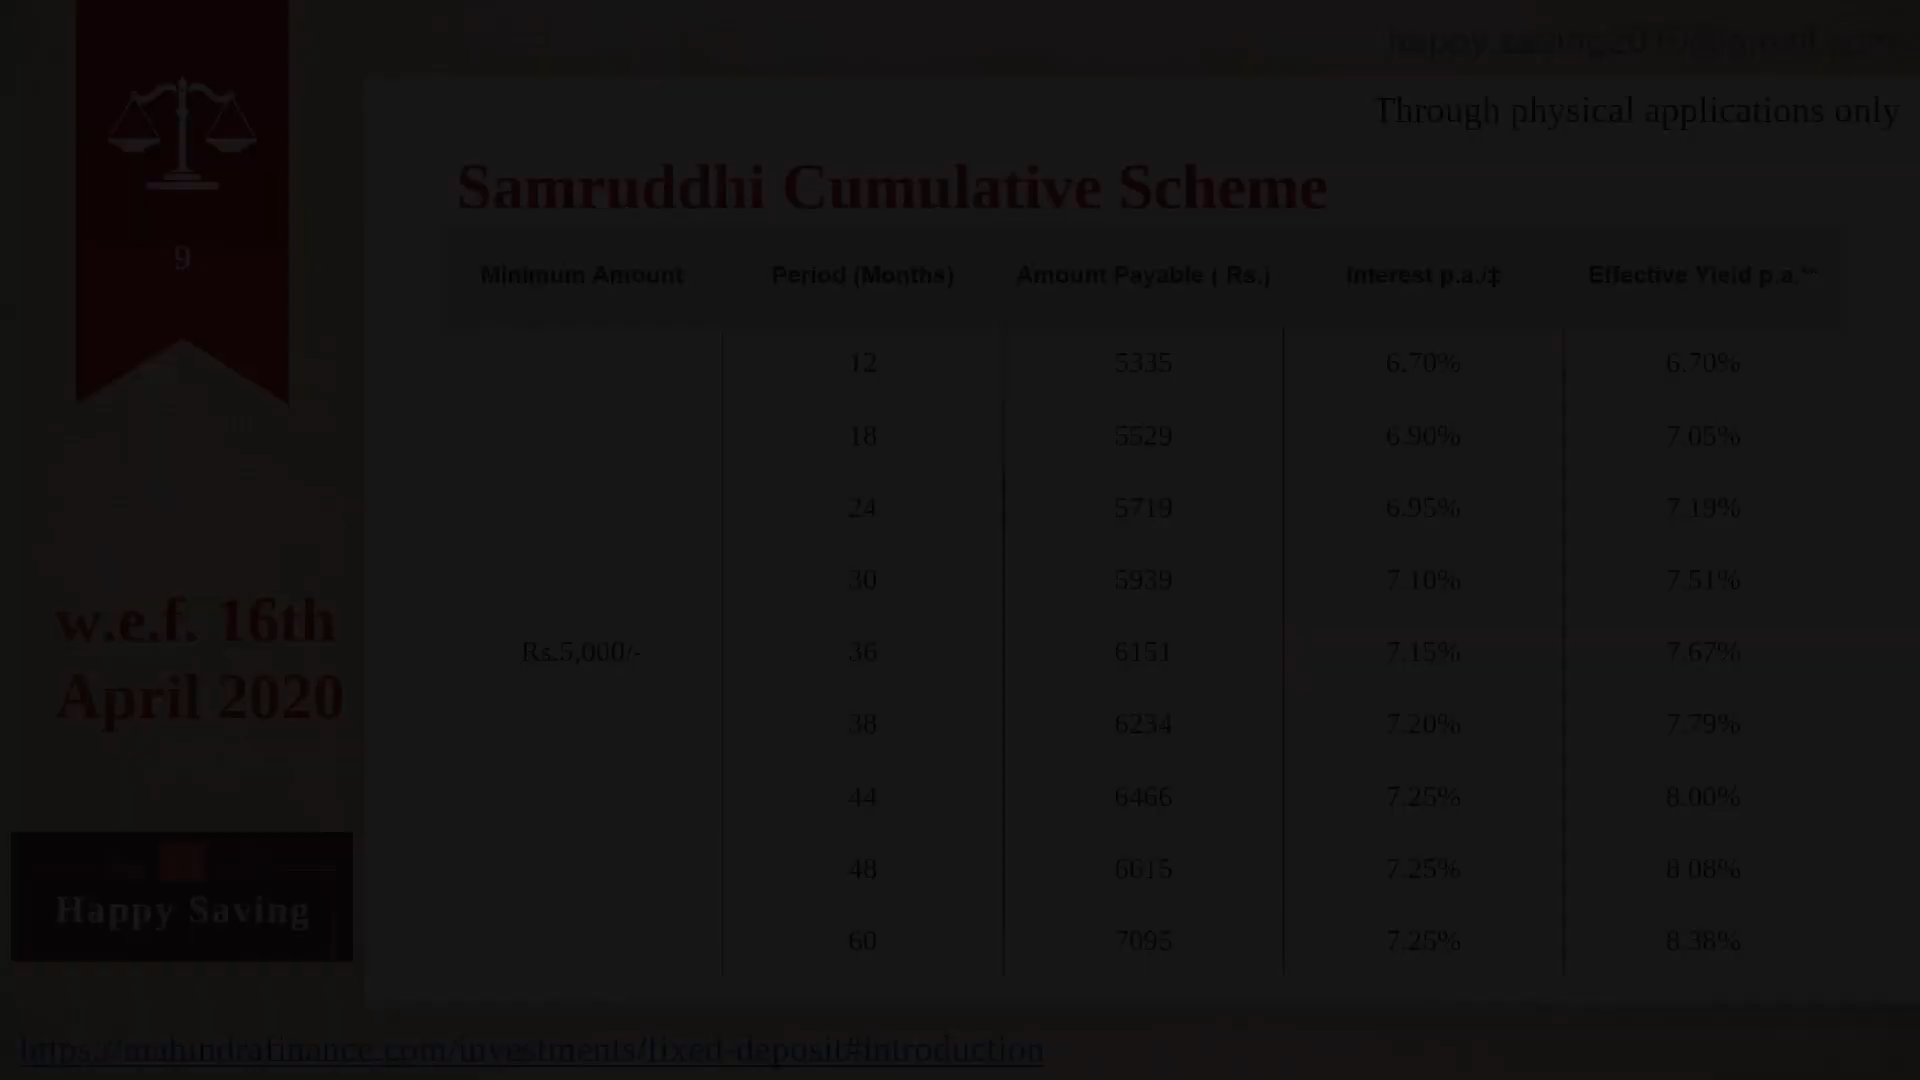 Through physical applications only
Samruddhi Cumulative Scheme
9
Minimum Amount Period (Months) Amount Payable ( Rs.) Interest p.a./‡ Effective Yield p.a.**
12 5335 6.70% 6.70%
18 5529 6.90% 7.05%
24 5719 6.95% 7.19%
30 5939 7.10% 7.51%
Rs.5,000/- 36 6151 7.15% 7.67%
38 6234 7.20% 7.79%
44 6466 7.25% 8.00%
48 6615 7.25% 8.08%
60 7095 7.25% 8.38%
w.e.f. 16th
April 2020
Happy Saving
https://mahindrafinance.com/investments/fixed-deposit#introduction